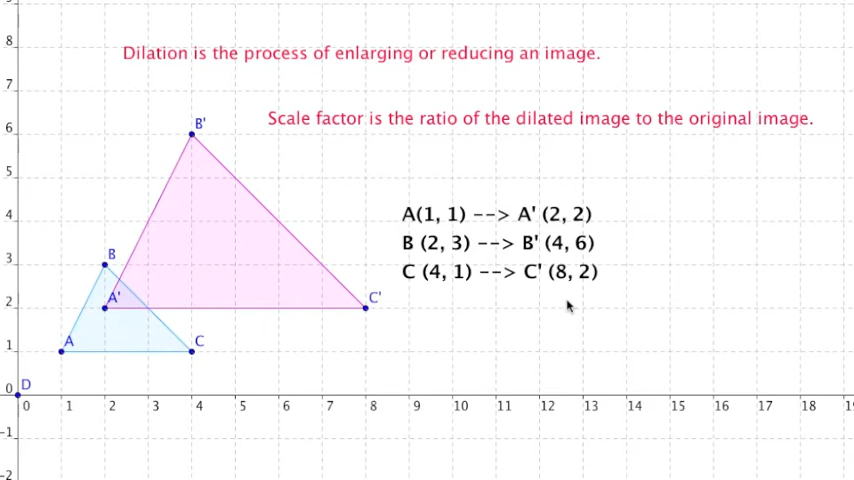 9
8
Dilation is the process of enlarging or reducing an image.
7
Scale factor is the ratio of the dilated image to the original image.
6
B'
5
4
A(1, 1) --> A' (2, 2)
B (2, 3) --> B' (4, 6)
C (4, 1) --> C' (8, 2)
3
B
2
A'
C'
1
A
C
0
D
0 1 2 3 4 5 6 7 8 9 10 11 12 13 14 15 16 17 18 19
-1
-2